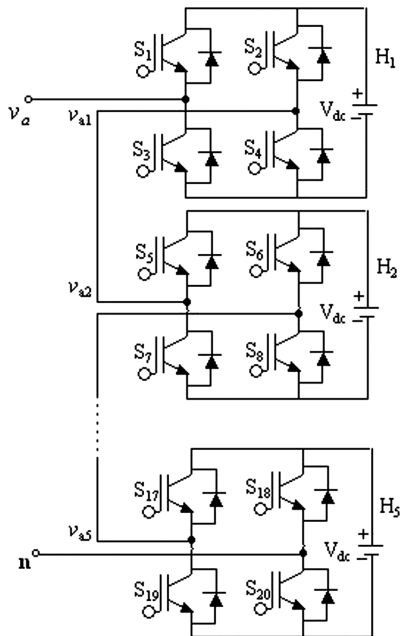 S1 S2 H1
va va1 Vdc + −
S3 S4
S5 S6 H2
va2 Vdc + −
S7 S8
S17 S18 H5
va5 Vdc + −
n
S19 S20